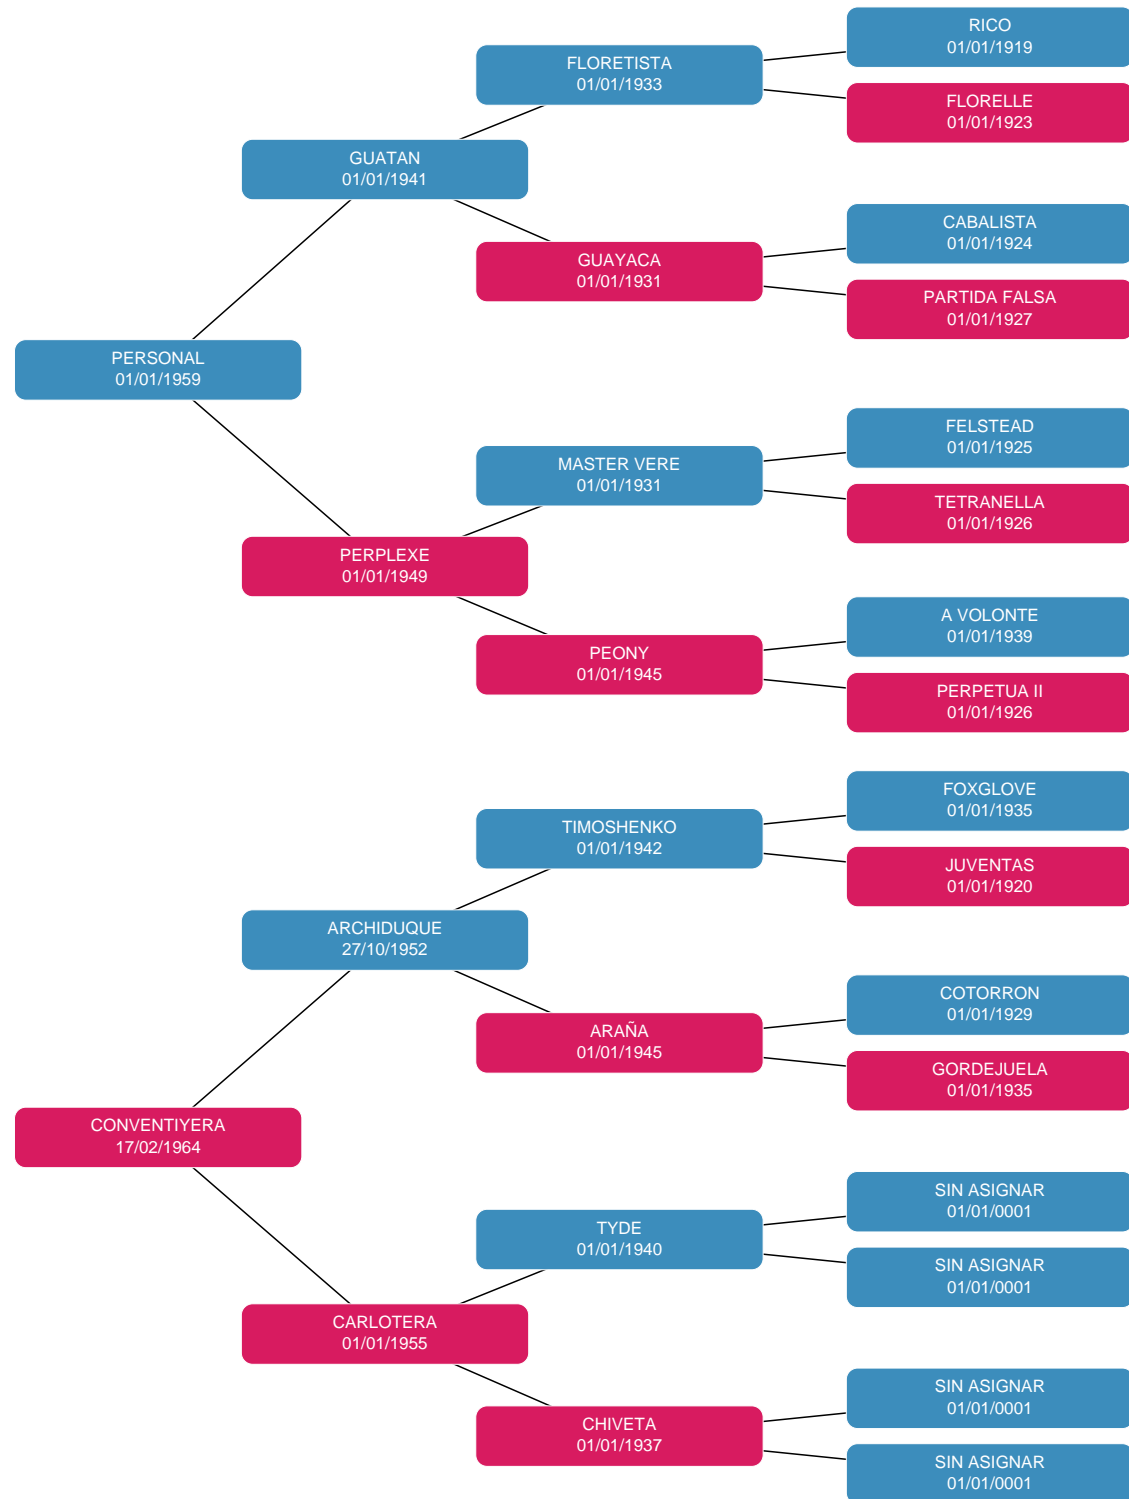 RICO
01/01/1919
FLORETISTA
01/01/1933
FLORELLE
01/01/1923
GUATAN
01/01/1941
CABALISTA
01/01/1924
GUAYACA
01/01/1931
PARTIDA FALSA
01/01/1927
PERSONAL
01/01/1959
FELSTEAD
01/01/1925
MASTER VERE
01/01/1931
TETRANELLA
01/01/1926
PERPLEXE
01/01/1949
A VOLONTE
01/01/1939
PEONY
01/01/1945
PERPETUA II
01/01/1926
FOXGLOVE
01/01/1935
TIMOSHENKO
01/01/1942
JUVENTAS
01/01/1920
ARCHIDUQUE
27/10/1952
COTORRON
01/01/1929
ARAÑA
01/01/1945
GORDEJUELA
01/01/1935
CONVENTIYERA
17/02/1964
SIN ASIGNAR
01/01/0001
TYDE
01/01/1940
SIN ASIGNAR
01/01/0001
CARLOTERA
01/01/1955
SIN ASIGNAR
01/01/0001
CHIVETA
01/01/1937
SIN ASIGNAR
01/01/0001